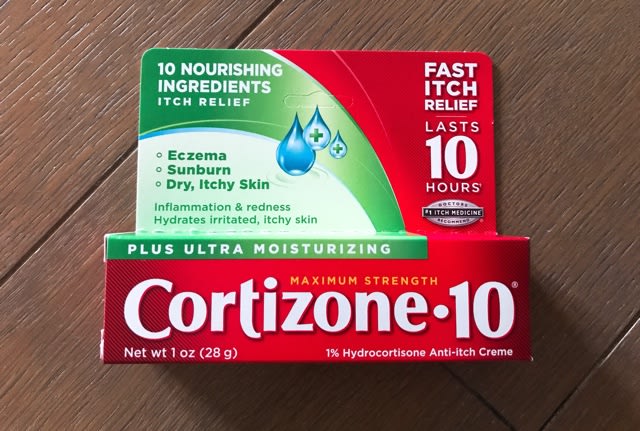 10 NOURISHING
INGREDIENTS
ITCH RELIEF
Eczema
Sunburn
Dry, Itchy Skin
Inflammation & redness
Hydrates irritated, itchy skin
FAST
ITCH
RELIEF
LASTS
10
HOURS
DOCTORS
#1 ITCH MEDICINE
RECOMMEND
PLUS ULTRA MOISTURIZING
MAXIMUM STRENGTH
Cortizone•10®
Net wt 1 oz (28 g)
1% Hydrocortisone Anti-itch Creme